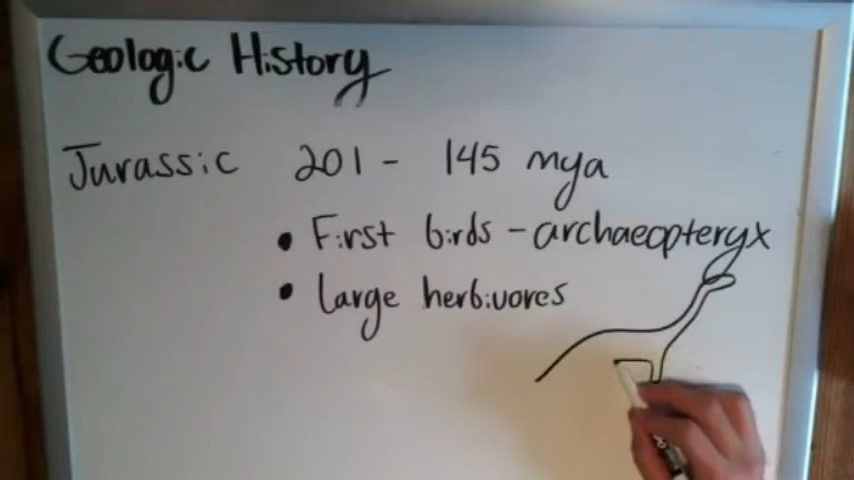 Geologic History
Jurassic 201 - 145 mya
• First birds - archaeopteryx
• Large herbivores